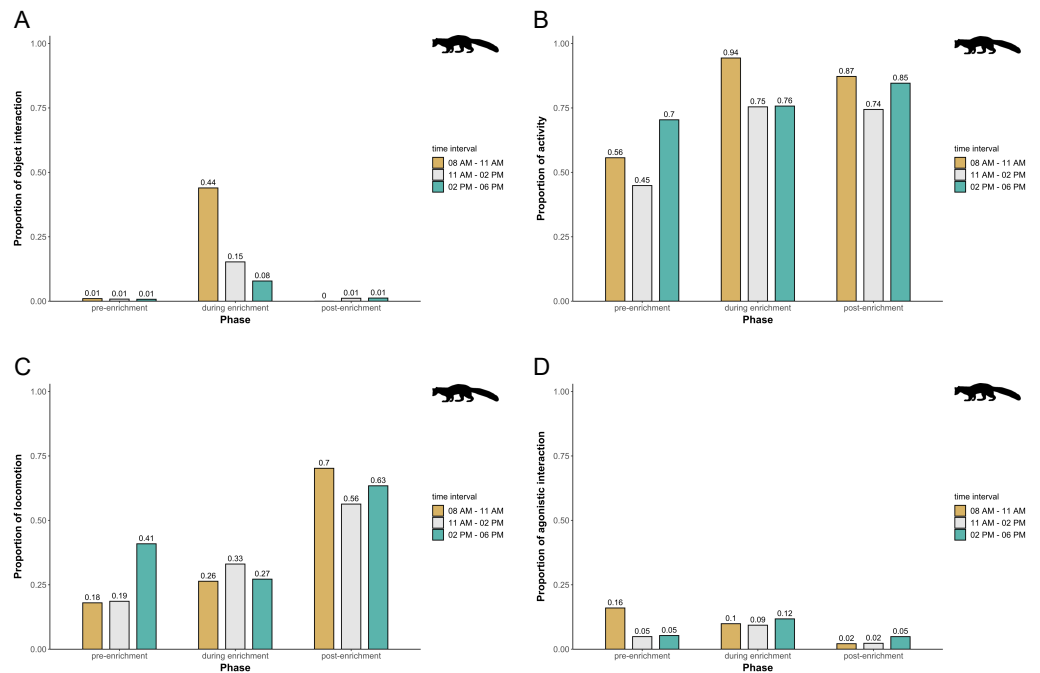 A
1.00
0.75
0.50
0.25
0.00
Proportion of object interaction
0.01 0.01 0.01
0.44
0.15
0.08
0 0.01 0.01
pre-enrichment during enrichment post-enrichment
Phase
time interval
08 AM - 11 AM
11 AM - 02 PM
02 PM - 06 PM
B
1.00
0.75
0.50
0.25
0.00
Proportion of activity
0.56
0.45
0.7
0.94
0.75
0.76
0.87
0.74
0.85
pre-enrichment during enrichment post-enrichment
Phase
time interval
08 AM - 11 AM
11 AM - 02 PM
02 PM - 06 PM
C
1.00
0.75
0.50
0.25
0.00
Proportion of locomotion
0.18
0.19
0.41
0.26
0.33
0.27
0.7
0.56
0.63
pre-enrichment during enrichment post-enrichment
Phase
time interval
08 AM - 11 AM
11 AM - 02 PM
02 PM - 06 PM
D
1.00
0.75
0.50
0.25
0.00
Proportion of agonistic interaction
0.16
0.05
0.05
0.1
0.09
0.12
0.02
0.02
0.05
pre-enrichment during enrichment post-enrichment
Phase
time interval
08 AM - 11 AM
11 AM - 02 PM
02 PM - 06 PM